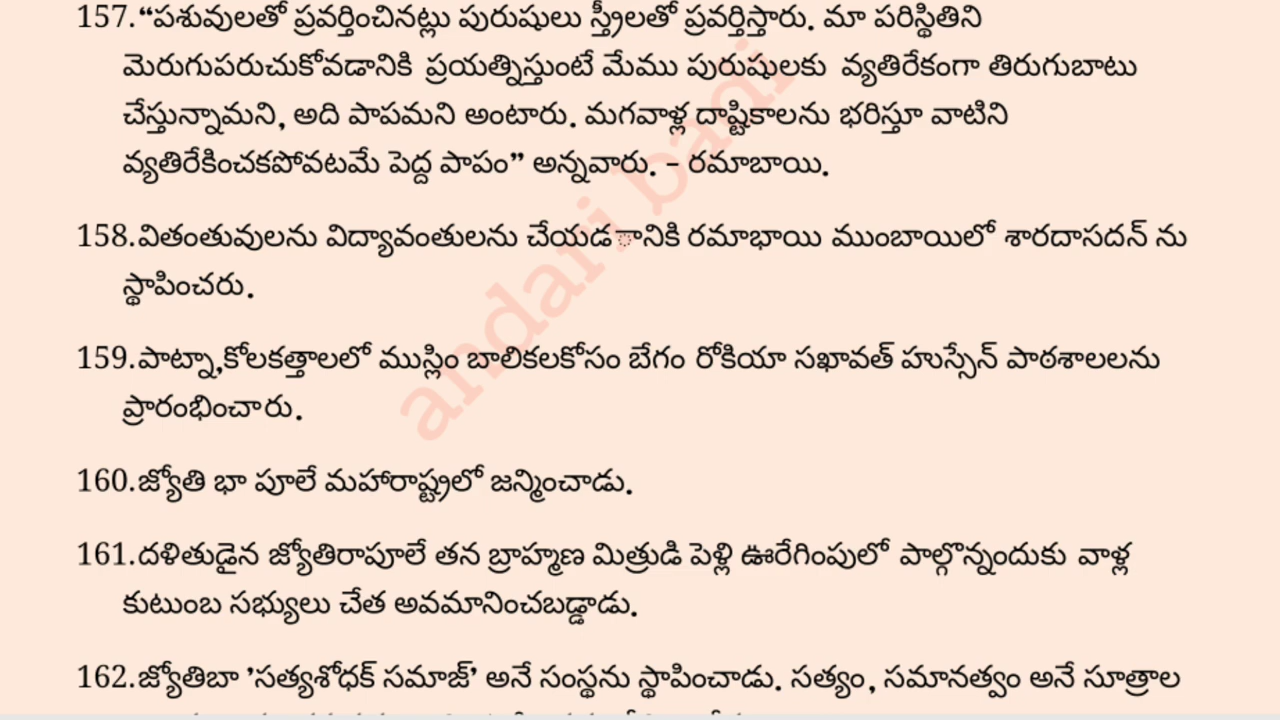 157.“పశువులతో ప్రవర్తించినట్లు పురుషులు స్త్రీలతో ప్రవర్తిస్తారు. మా పరిస్థితిని
మెరుగుపరుచుకోవడానికి ప్రయత్నిస్తుంటే మేము పురుషులకు వ్యతిరేకంగా తిరుగుబాటు
చేస్తున్నామని, అది పాపమని అంటారు. మగవాళ్ల దాష్టికాలను భరిస్తూ వాటిని
వ్యతిరేకించకపోవటమే పెద్ద పాపం” అన్నవారు. – రమాబాయి.
158.వితంతువులను విద్యావంతులను చేయడ ానికి రమాభాయి ముంబాయిలో శారదాసదన్ ను
స్థాపించరు.
159.పాట్నా,కోలకత్తాలలో ముస్లిం బాలికలకోసం బేగం రోకియా సఖావత్ హుస్సేన్ పాఠశాలలను
ప్రారంభించారు.
160.జ్యోతి భా పూలే మహారాష్ట్రలో జన్మించాడు.
161.దళితుడైన జ్యోతిరాపూలే తన బ్రాహ్మణ మిత్రుడి పెళ్లి ఊరేగింపులో పాల్గొన్నందుకు వాళ్ల
కుటుంబ సభ్యులు చేత అవమానించబడ్డాడు.
162.జ్యోతిబా ’సత్యశోధక్ సమాజ్’ అనే సంస్థను స్థాపించాడు. సత్యం, సమానత్వం అనే సూత్రాల
andari bani